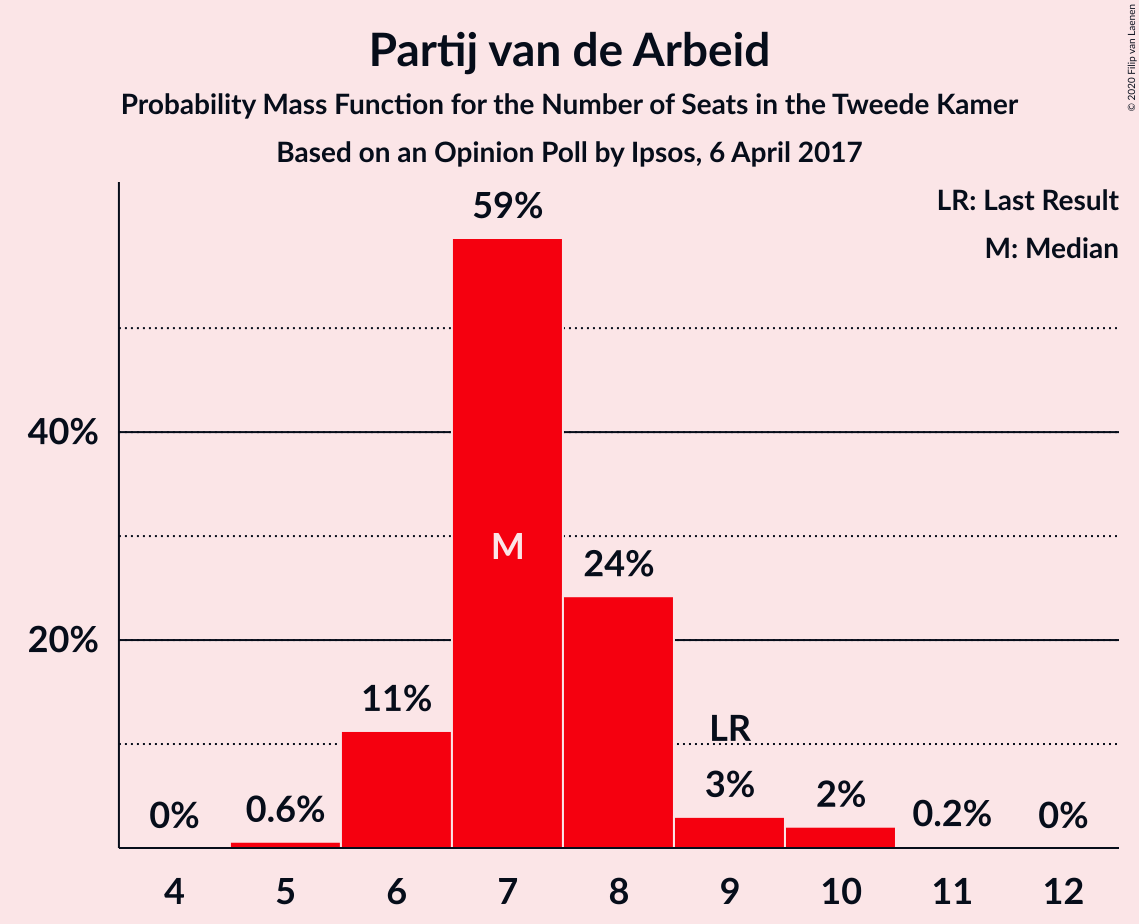 Partij van de Arbeid
Probability Mass Function for the Number of Seats in the Tweede Kamer
Based on an Opinion Poll by Ipsos, 6 April 2017
© 2020 Filip van Laenen
LR: Last Result
M: Median
59%
40%
M
24%
20%
11%
LR
0%
0.6%
3%
2%
0.2%
0%
4 5 6 7 8 9 10 11 12